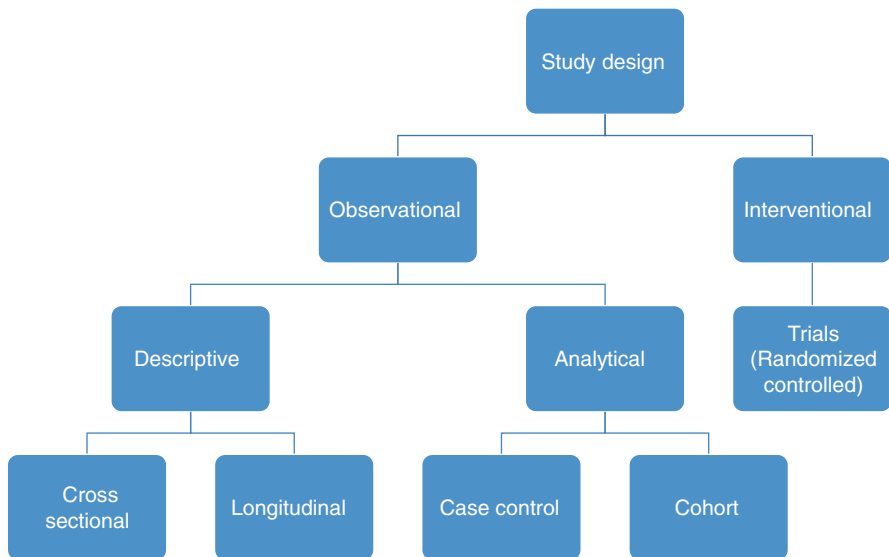 Study design
Observational
Interventional
Descriptive
Analytical
Trials
(Randomized
controlled)
Cross
sectional
Longitudinal
Case control
Cohort